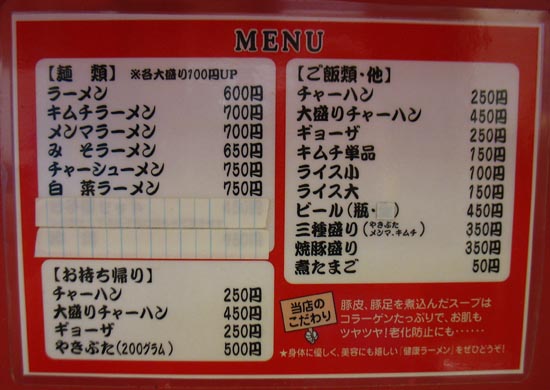 MENU
【麺 類】 ※各大盛り100円UP
ラーメン 600円
キムチラーメン 700円
メンマラーメン 700円
み そラーメン 650円
チャーシューメン 750円
白 菜ラーメン 750円
【お持ち帰り】
チャーハン 250円
大盛りチャーハン 450円
ギョーザ 250円
やきぶた(200グラム) 500円
【ご飯類・他】
チャーハン 250円
大盛りチャーハン 450円
ギョーザ 250円
キムチ単品 150円
ライス小 100円
ライス大 150円
ビール(瓶・ ) 450円
三種盛り(やきぶた メンマ、キムチ) 350円
焼豚盛り 350円
煮たまご 50円
当店の
こだわり
豚皮、豚足を煮込んだスープは
コラーゲンたっぷりで、お肌も
ツヤツヤ!老化防止にも……
★身体に優しく、美容にも嬉しい「健康ラーメン」をぜひどうぞ!